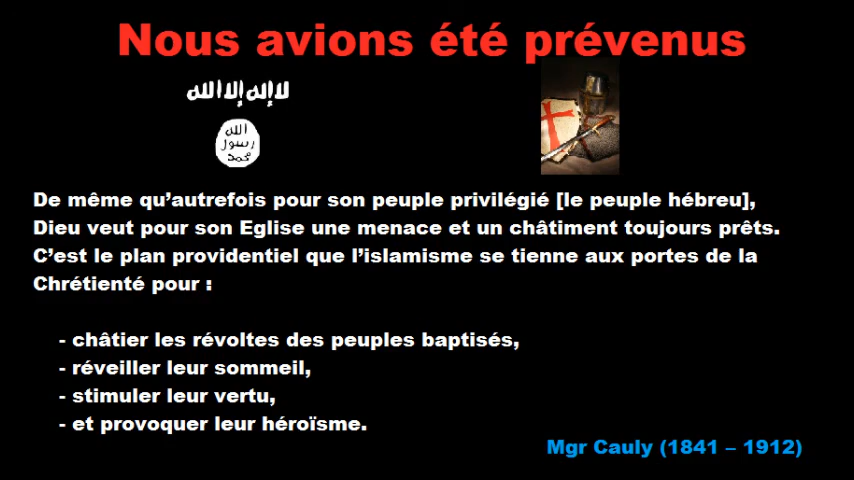 Nous avions été prévenus
لا إله إلا الله
الله
رسول
محمد
De même qu’autrefois pour son peuple privilégié [le peuple hébreu],
Dieu veut pour son Eglise une menace et un châtiment toujours prêts.
C’est le plan providentiel que l’islamisme se tienne aux portes de la
Chrétienté pour :
- châtier les révoltes des peuples baptisés,
- réveiller leur sommeil,
- stimuler leur vertu,
- et provoquer leur héroïsme.
Mgr Cauly (1841 – 1912)